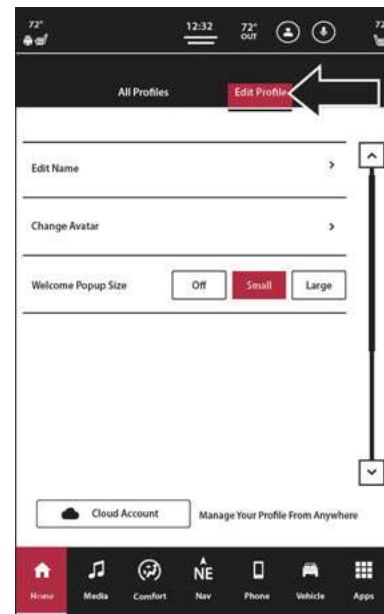 72°
12:32
72°
OUT
72
All Profiles
Edit Profile
Edit Name
Change Avatar
Welcome Popup Size
Off
Small
Large
Cloud Account
Manage Your Profile From Anywhere
Home
Media
Comfort
NE
Nav
Phone
Vehicle
Apps